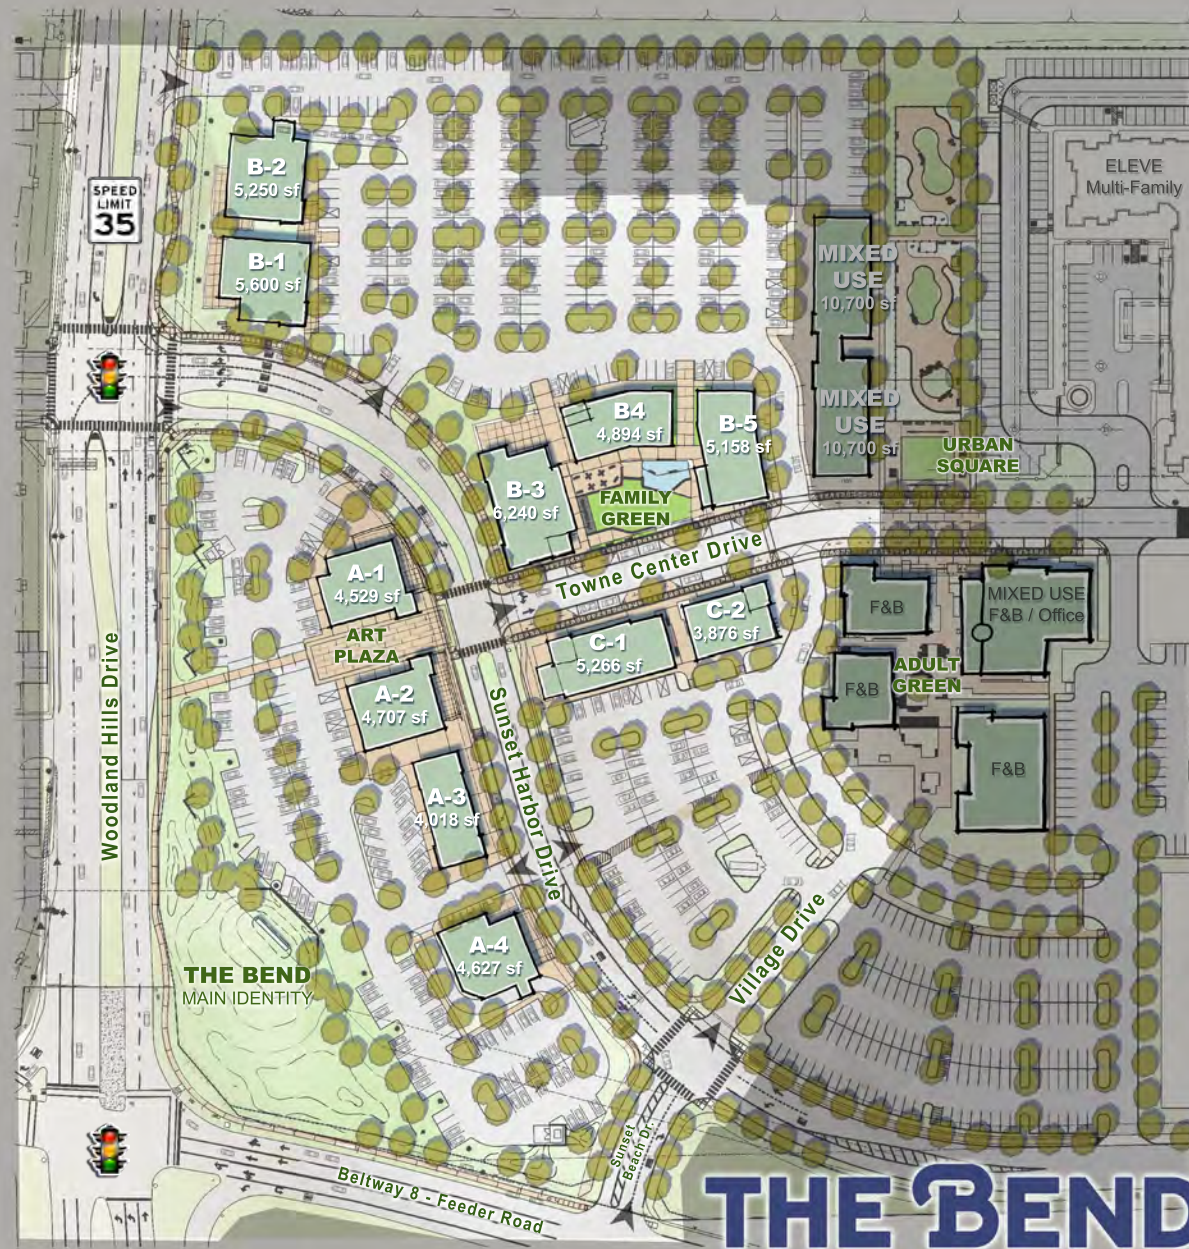 ELEVE
Multi-Family
B-2
5,250 sf
SPEED
LIMIT
35
B-1
5,600 sf
MIXED
USE
10,700 sf
MIXED
USE
10,700 sf
B4
4,894 sf
B-5
5,158 sf
URBAN
SQUARE
B-3
6,240 sf
FAMILY
GREEN
Towne Center Drive
A-1
4,529 sf
C-2
3,876 sf
F&B
MIXED USE
F&B / Office
ART
PLAZA
C-1
5,266 sf
ADULT
GREEN
F&B
A-2
4,707 sf
Woodland Hills Drive
Sunset Harbor Drive
A-3
4,018 sf
F&B
A-4
4,627 sf
Village Drive
THE BEND
MAIN IDENTITY
Sunset
Beach Dr.
Beltway 8 - Feeder Road
THE BEND